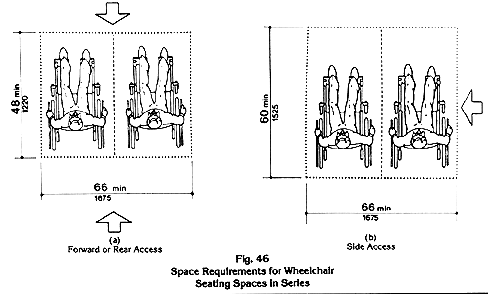 48 min
1220
66 min
1675
(a)
Forward or Rear Access
60 min
1525
66 min
1675
(b)
Side Access
Fig. 46
Space Requirements for Wheelchair
Seating Spaces in Series